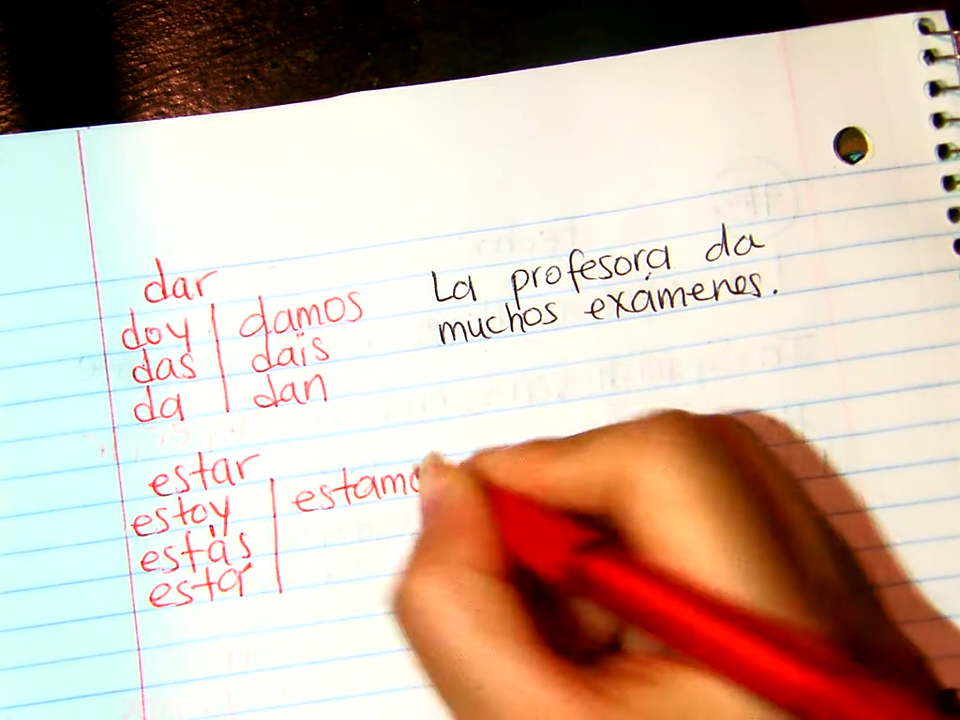 dar
doy | damos
das | dais
da | dan
La profesora da
muchos exámenes.
estar
estoy | estamo
estás
está